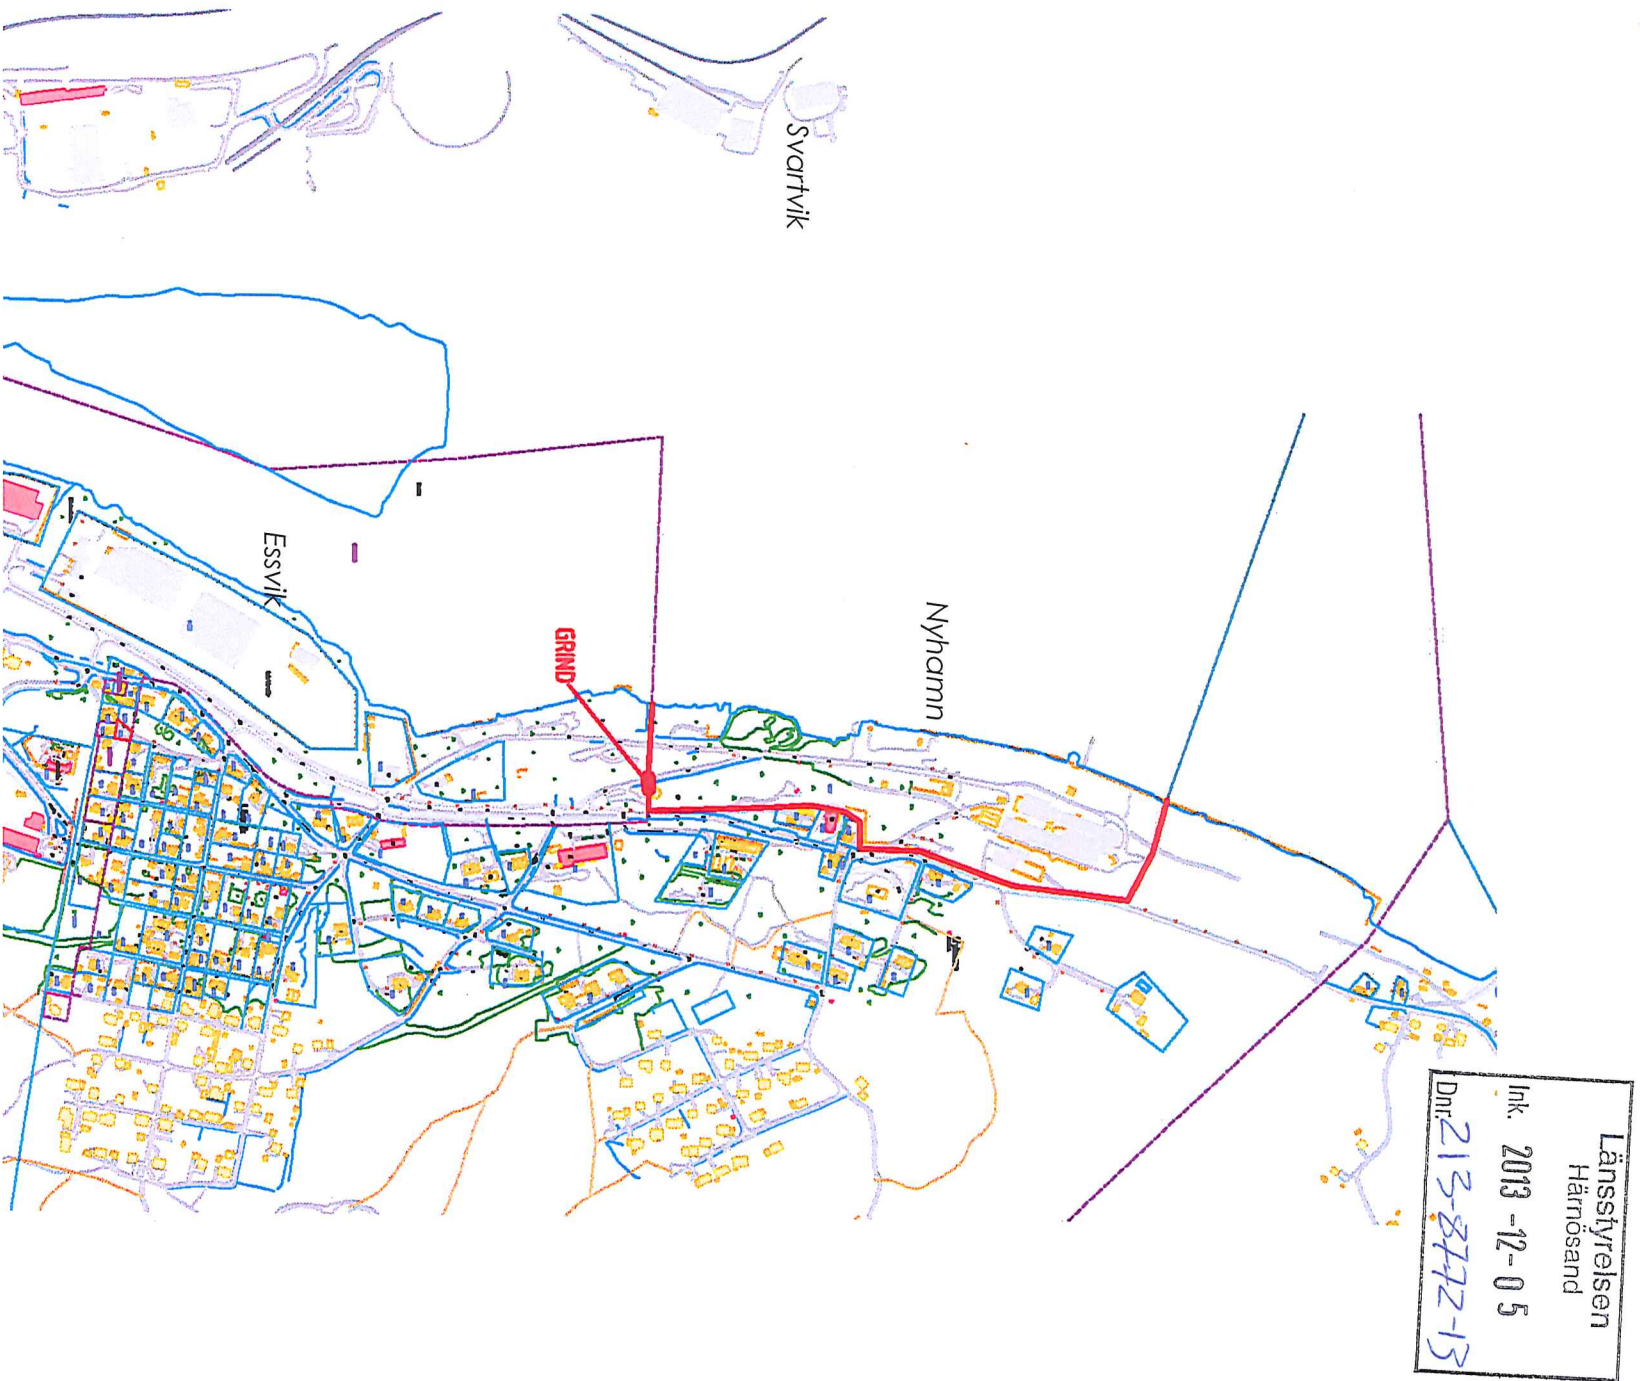 Svartvik
Essvik
GRIND
Nyhamn
Länsstyrelsen
Härnösand
Ink. 2013-12-05
Dnr. 213-8772-13